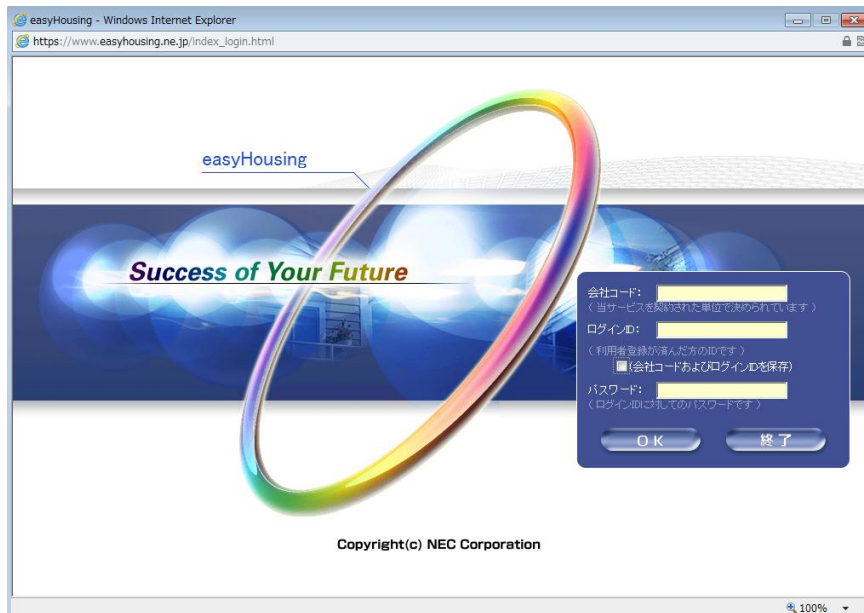 easyHousing - Windows Internet Explorer
https://www.easyhousing.ne.jp/index_login.html
easyHousing
Success of Your Future
会社コード:
( 当サービスを契約された単位で決められています )
ログインID:
( 利用者登録が済んだ方のIDです )
(会社コードおよびログインIDを保存)
パスワード:
( ログインIDに対してのパスワードです )
OK 終了
Copyright(c) NEC Corporation
100%